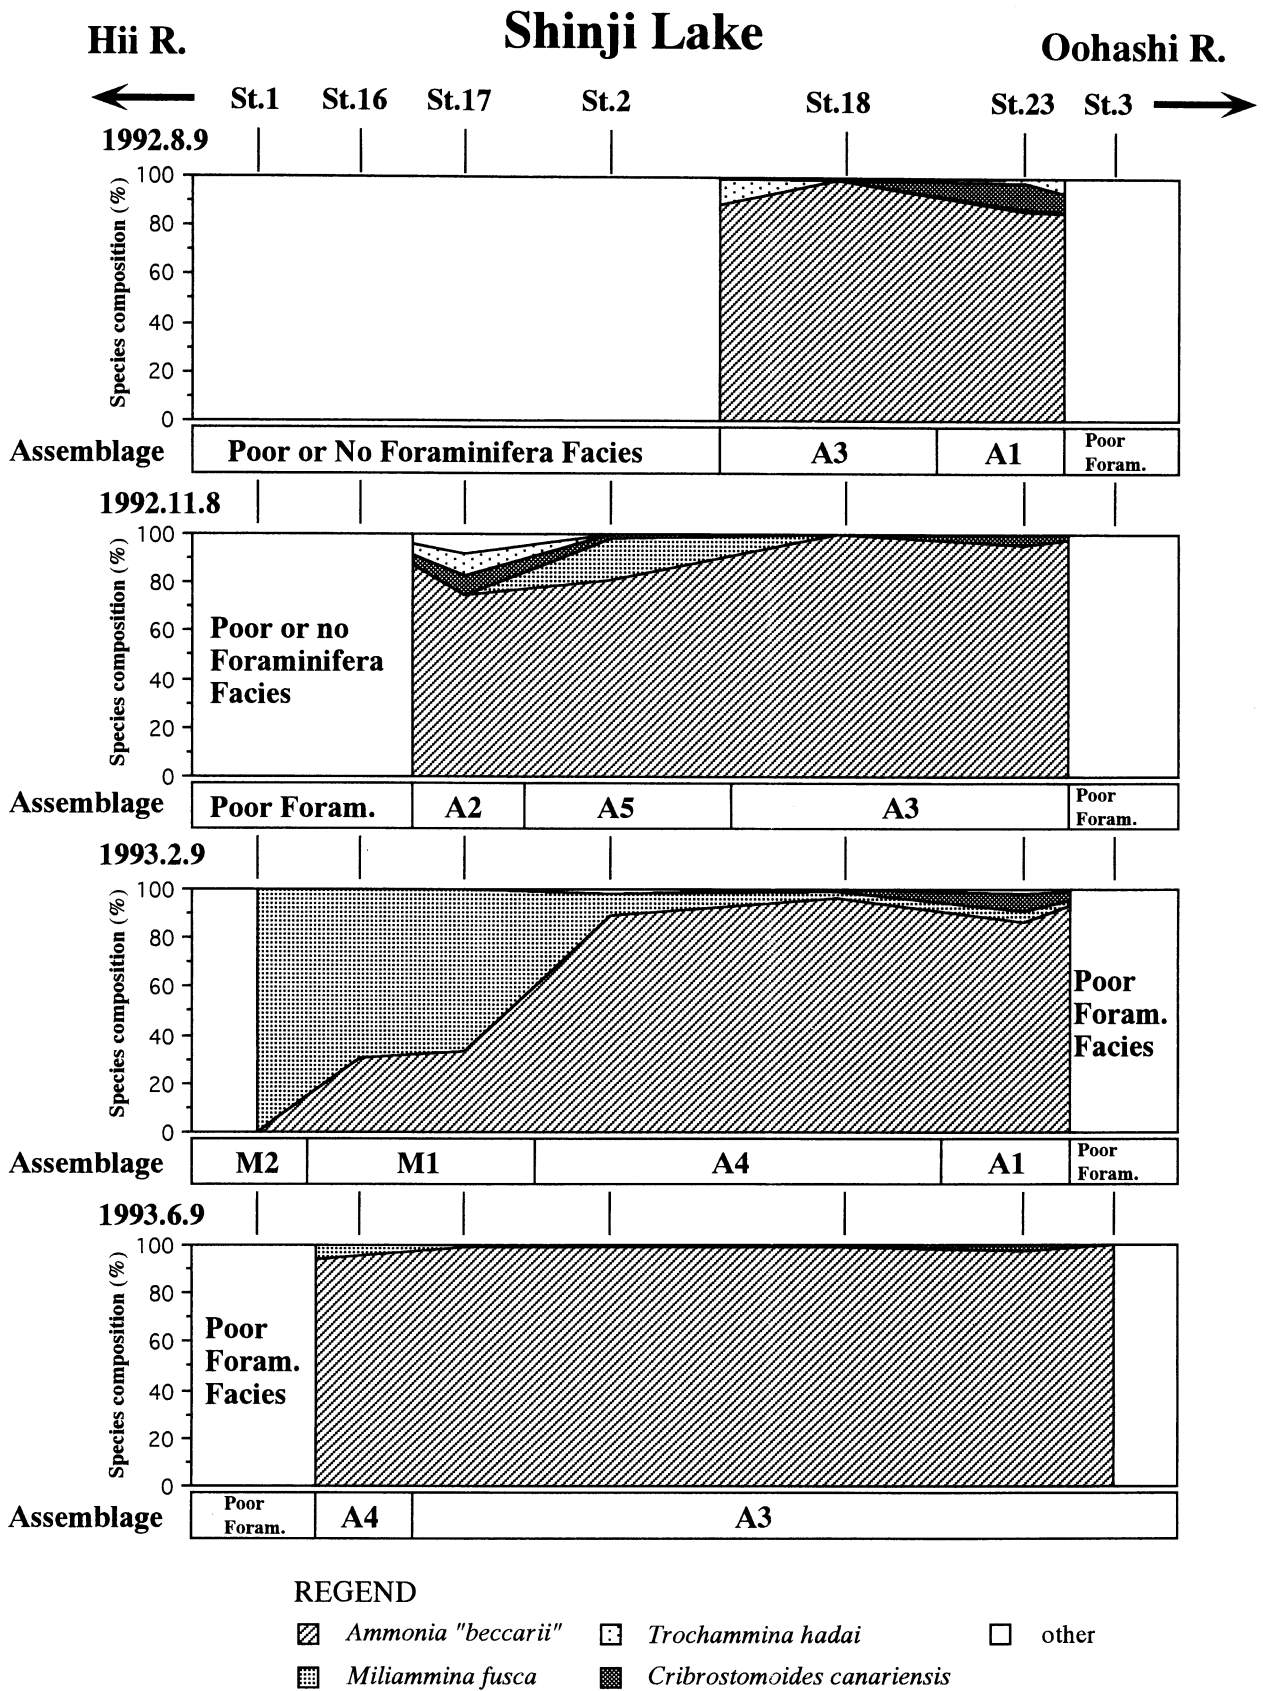 Shinji Lake
Hii R.
Oohashi R.
St.1 St.16 St.17 St.2 St.18 St.23 St.3
1992.8.9
Species composition (%)
100
80
60
40
20
0
Assemblage
Poor or No Foraminifera Facies
A3
A1
Poor
Foram.
1992.11.8
Species composition (%)
100
80
60
40
20
0
Poor or no
Foraminifera
Facies
Assemblage
Poor Foram.
A2
A5
A3
Poor
Foram.
1993.2.9
Species composition (%)
100
80
60
40
20
0
Poor
Foram.
Facies
Assemblage
M2
M1
A4
A1
Poor
Foram.
1993.6.9
Species composition (%)
100
80
60
40
20
0
Poor
Foram.
Facies
Assemblage
Poor
Foram.
A4
A3
REGEND
Ammonia "beccarii"
Trochammina hadai
other
Miliammina fusca
Cribrostomoides canariensis